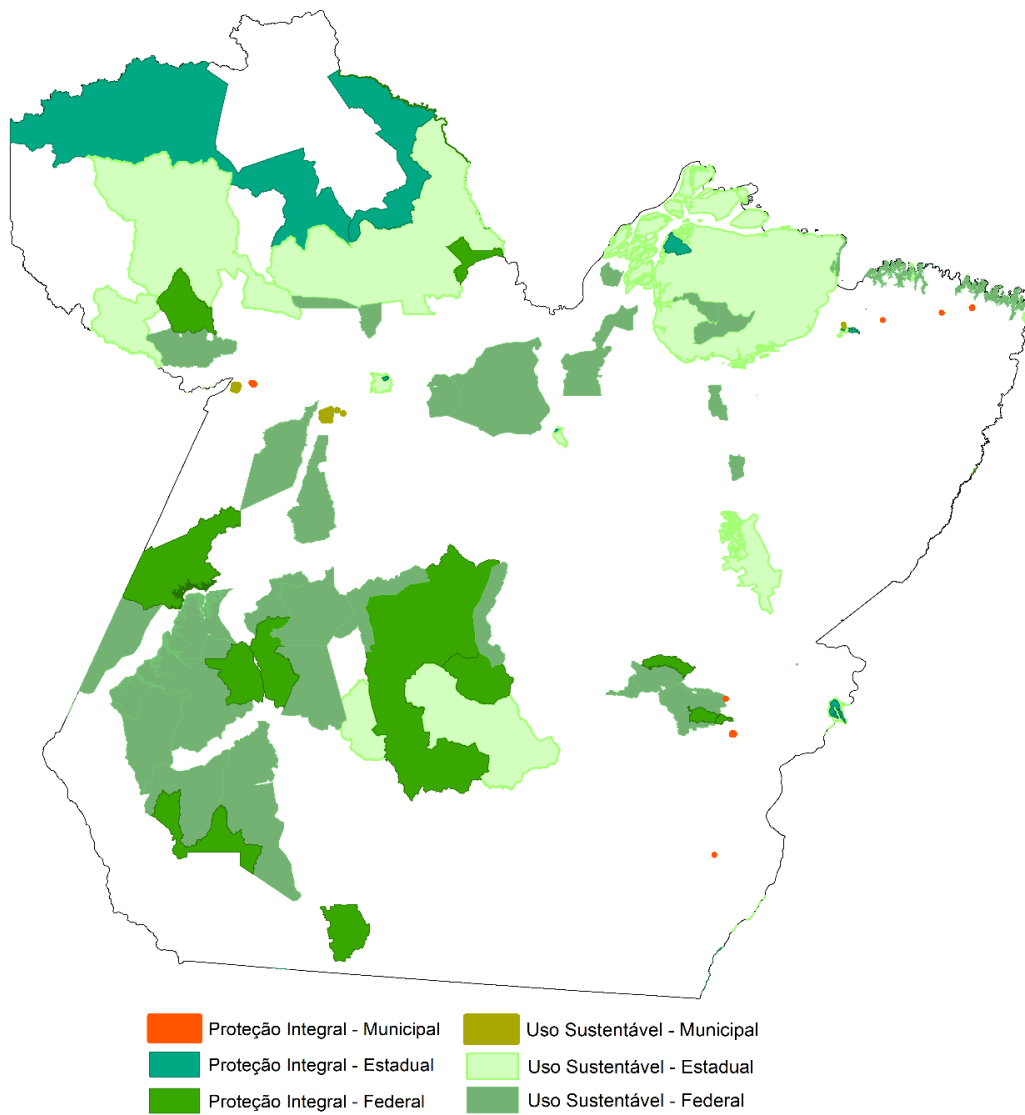 Proteção Integral - Municipal
Uso Sustentável - Municipal
Proteção Integral - Estadual
Uso Sustentável - Estadual
Proteção Integral - Federal
Uso Sustentável - Federal